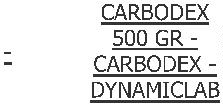 CARBODEX
500 GR -
CARBODEX -
DYNAMICLAB